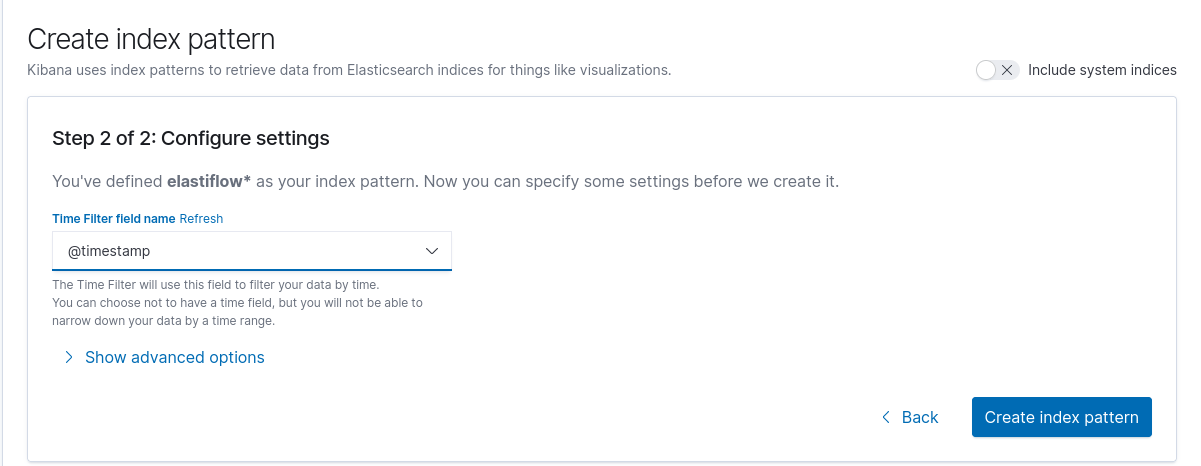 Create index pattern
Kibana uses index patterns to retrieve data from Elasticsearch indices for things like visualizations.
Include system indices
Step 2 of 2: Configure settings
You've defined elastiflow* as your index pattern. Now you can specify some settings before we create it.
Time Filter field name Refresh
@timestamp
The Time Filter will use this field to filter your data by time.
You can choose not to have a time field, but you will not be able to
narrow down your data by a time range.
Show advanced options
Back
Create index pattern